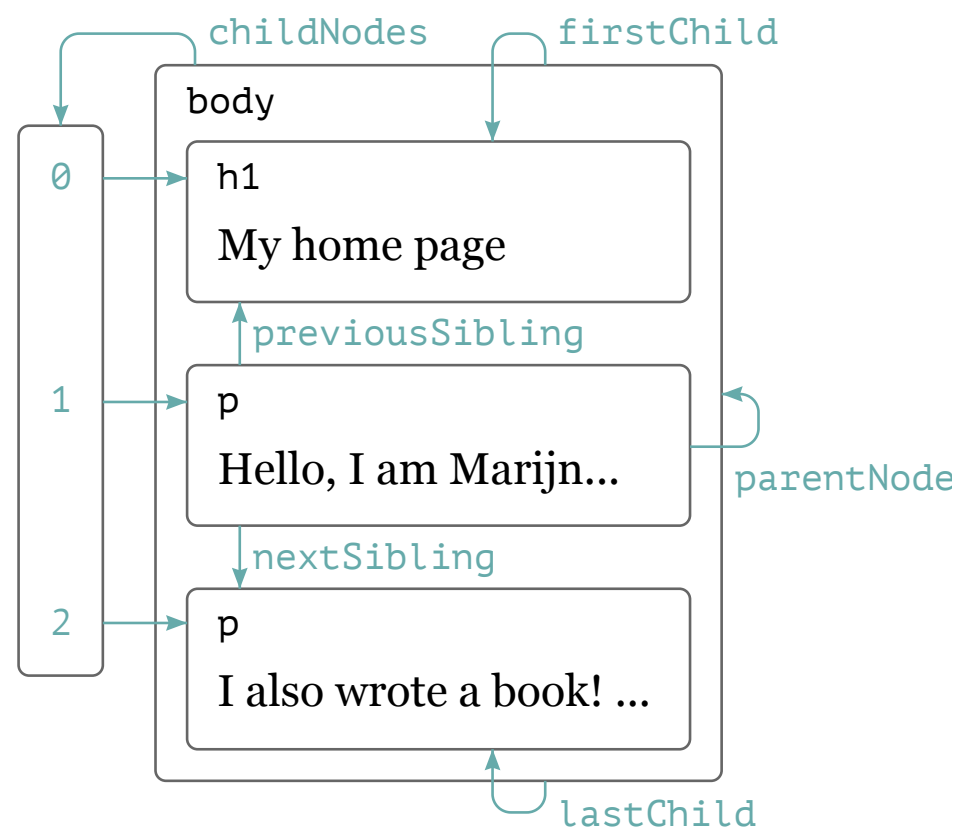 childNodes firstChild
body
0 h1
My home page
previousSibling
1 p
Hello, I am Marijn...
parentNode
nextSibling
2 p
I also wrote a book! ...
lastChild